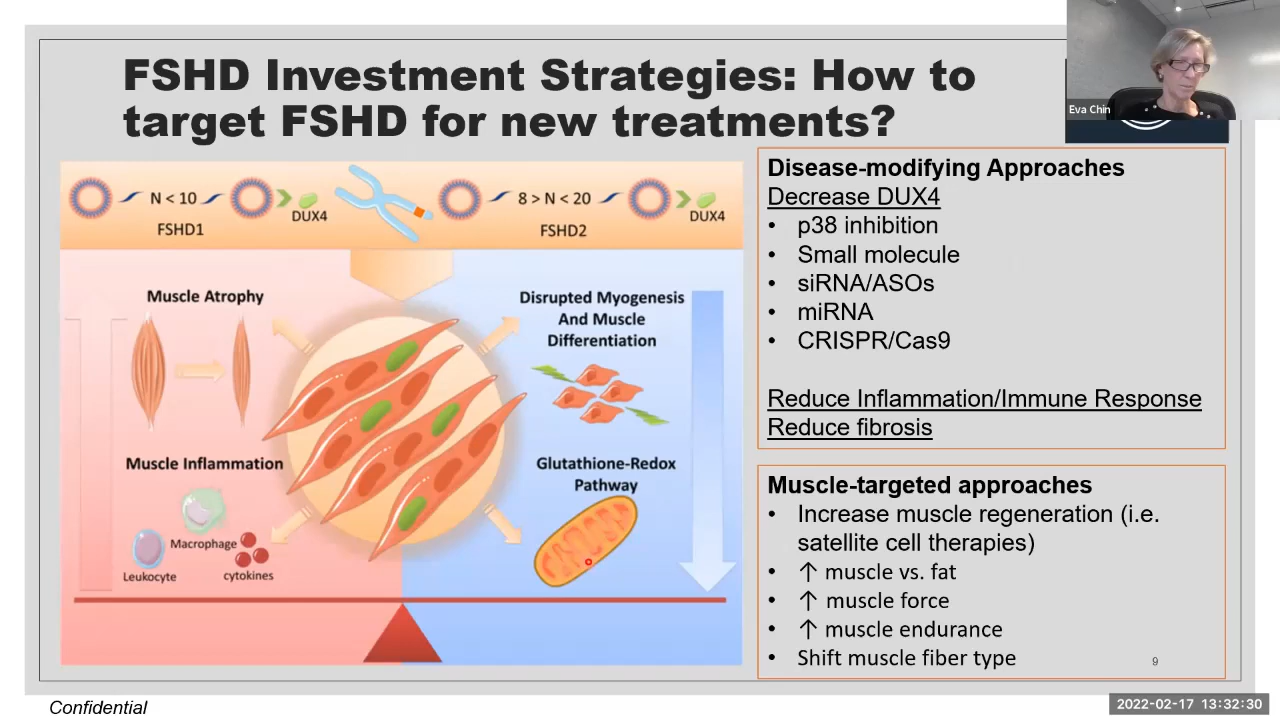 FSHD Investment Strategies: How to
target FSHD for new treatments?
Eva Chin
N < 10
DUX4
FSHD1
8 > N < 20
DUX4
FSHD2
Muscle Atrophy
Disrupted Myogenesis
And Muscle
Differentiation
Muscle Inflammation
Macrophage
Leukocyte
cytokines
Glutathione-Redox
Pathway
Disease-modifying Approaches
Decrease DUX4
• p38 inhibition
• Small molecule
• siRNA/ASOs
• miRNA
• CRISPR/Cas9
Reduce Inflammation/Immune Response
Reduce fibrosis
Muscle-targeted approaches
• Increase muscle regeneration (i.e.
satellite cell therapies)
• ↑ muscle vs. fat
• ↑ muscle force
• ↑ muscle endurance
• Shift muscle fiber type
9
Confidential
2022-02-17 13:32:30